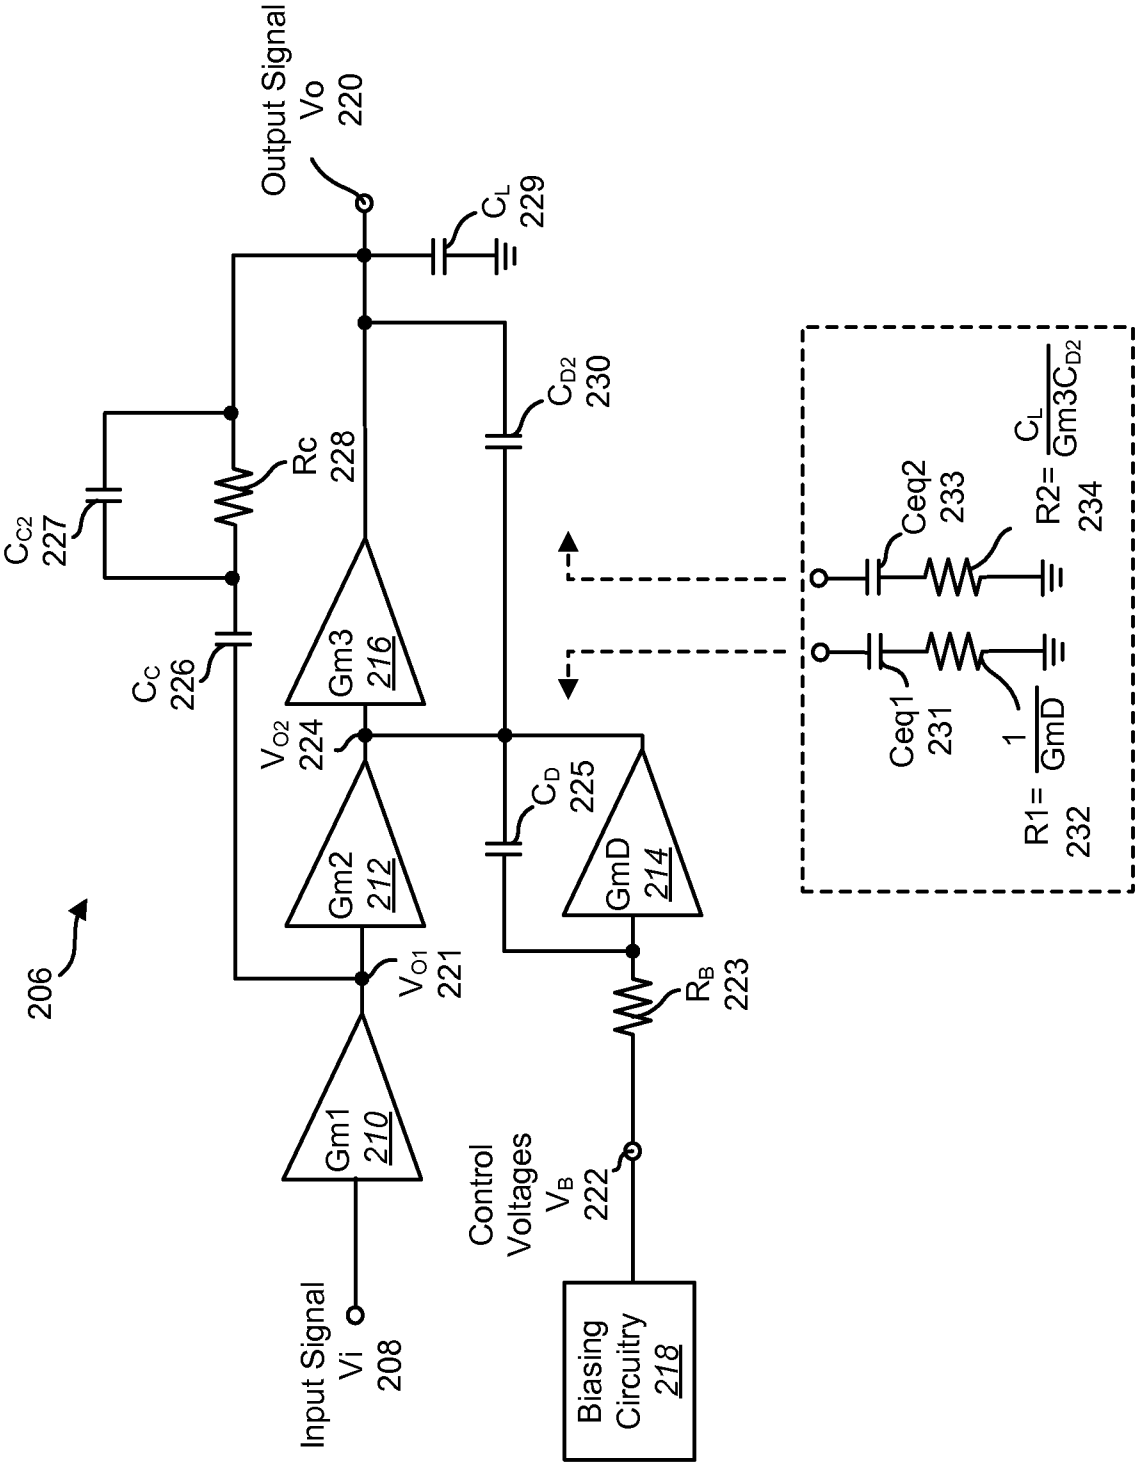 206
Input Signal
Vi
208
Gm1
210
V_O1
221
Gm2
212
V_O2
224
Gm3
216
C_C
226
C_C2
227
Rc
228
Output Signal
Vo
220
C_L
229
Biasing
Circuitry
218
Control
Voltages
V_B
222
R_B
223
C_D
225
GmD
214
C_D2
230
Ceq1
231
R1= 1/GmD
232
Ceq2
233
R2= C_L/Gm3C_D2
234